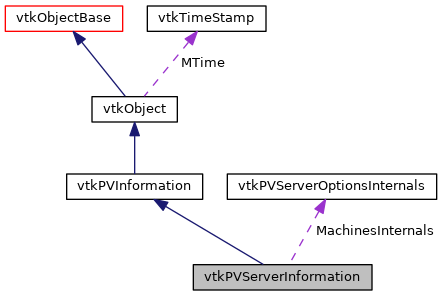 vtkObjectBase
vtkTimeStamp
MTime
vtkObject
vtkPVInformation
vtkPVServerOptionsInternals
MachinesInternals
vtkPVServerInformation